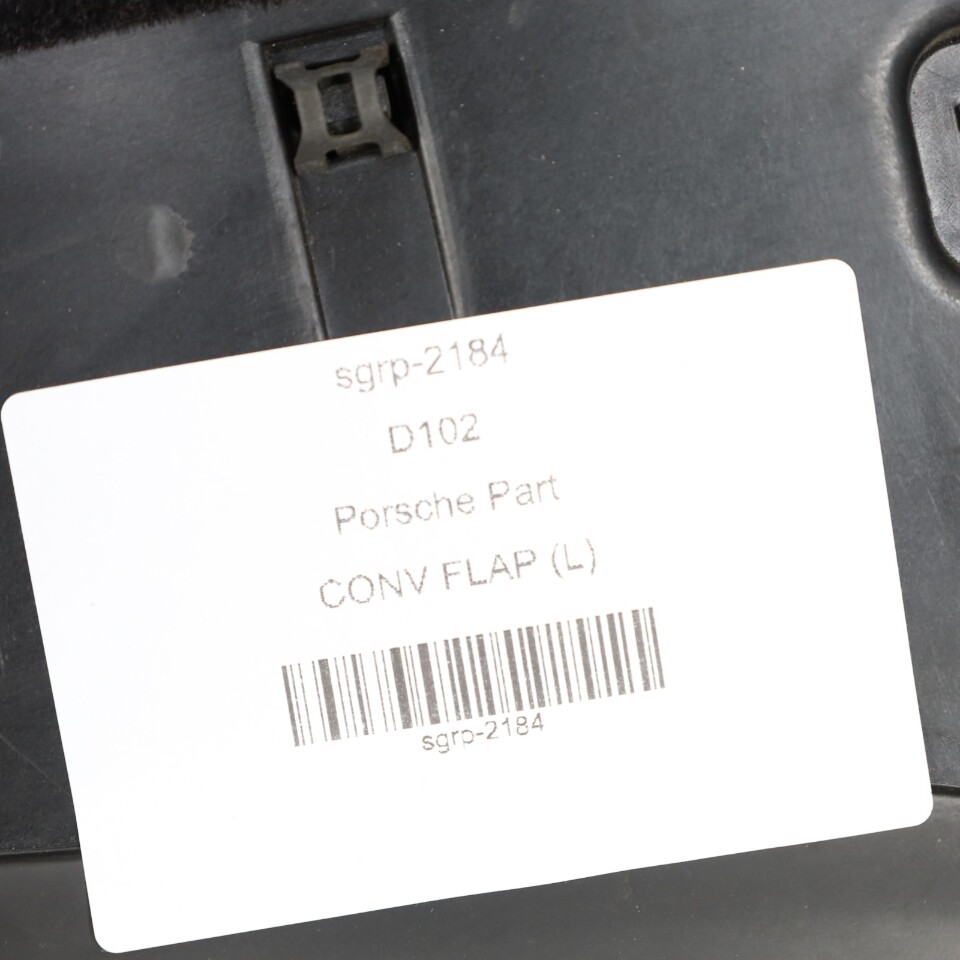 sgrp-2184
D102
Porsche Part
CONV FLAP (L)
sgrp-2184